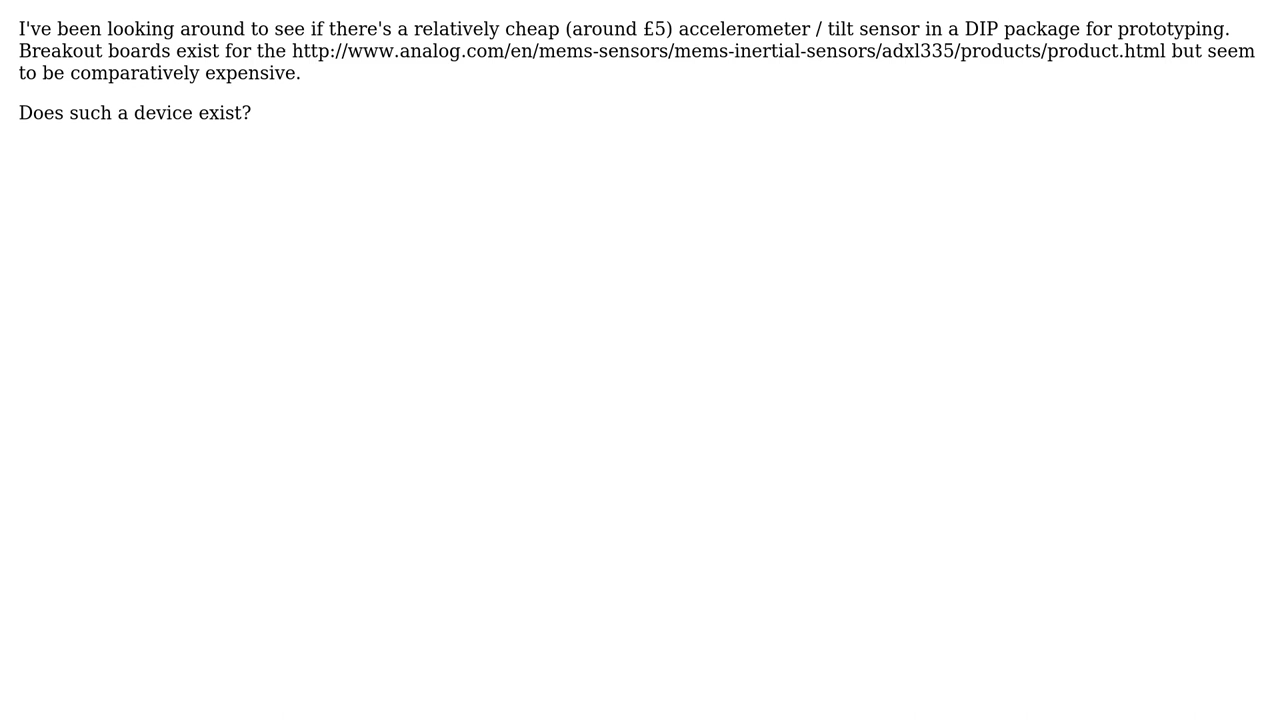 I've been looking around to see if there's a relatively cheap (around £5) accelerometer / tilt sensor in a DIP package for prototyping.
Breakout boards exist for the http://www.analog.com/en/mems-sensors/mems-inertial-sensors/adxl335/products/product.html but seem
to be comparatively expensive.
Does such a device exist?